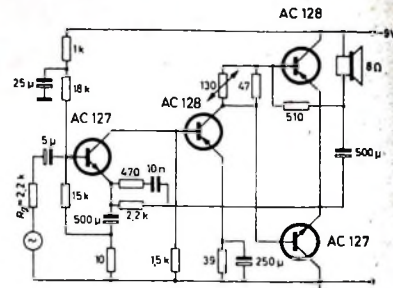 AC 128
-9V
1k
25µ
18k
130
47
8Ω
AC 128
AC 127
510
5µ
470
10n
500µ
Rg=2,2k
15k
2,2k
500µ
AC 127
10
1,5k
39
250µ